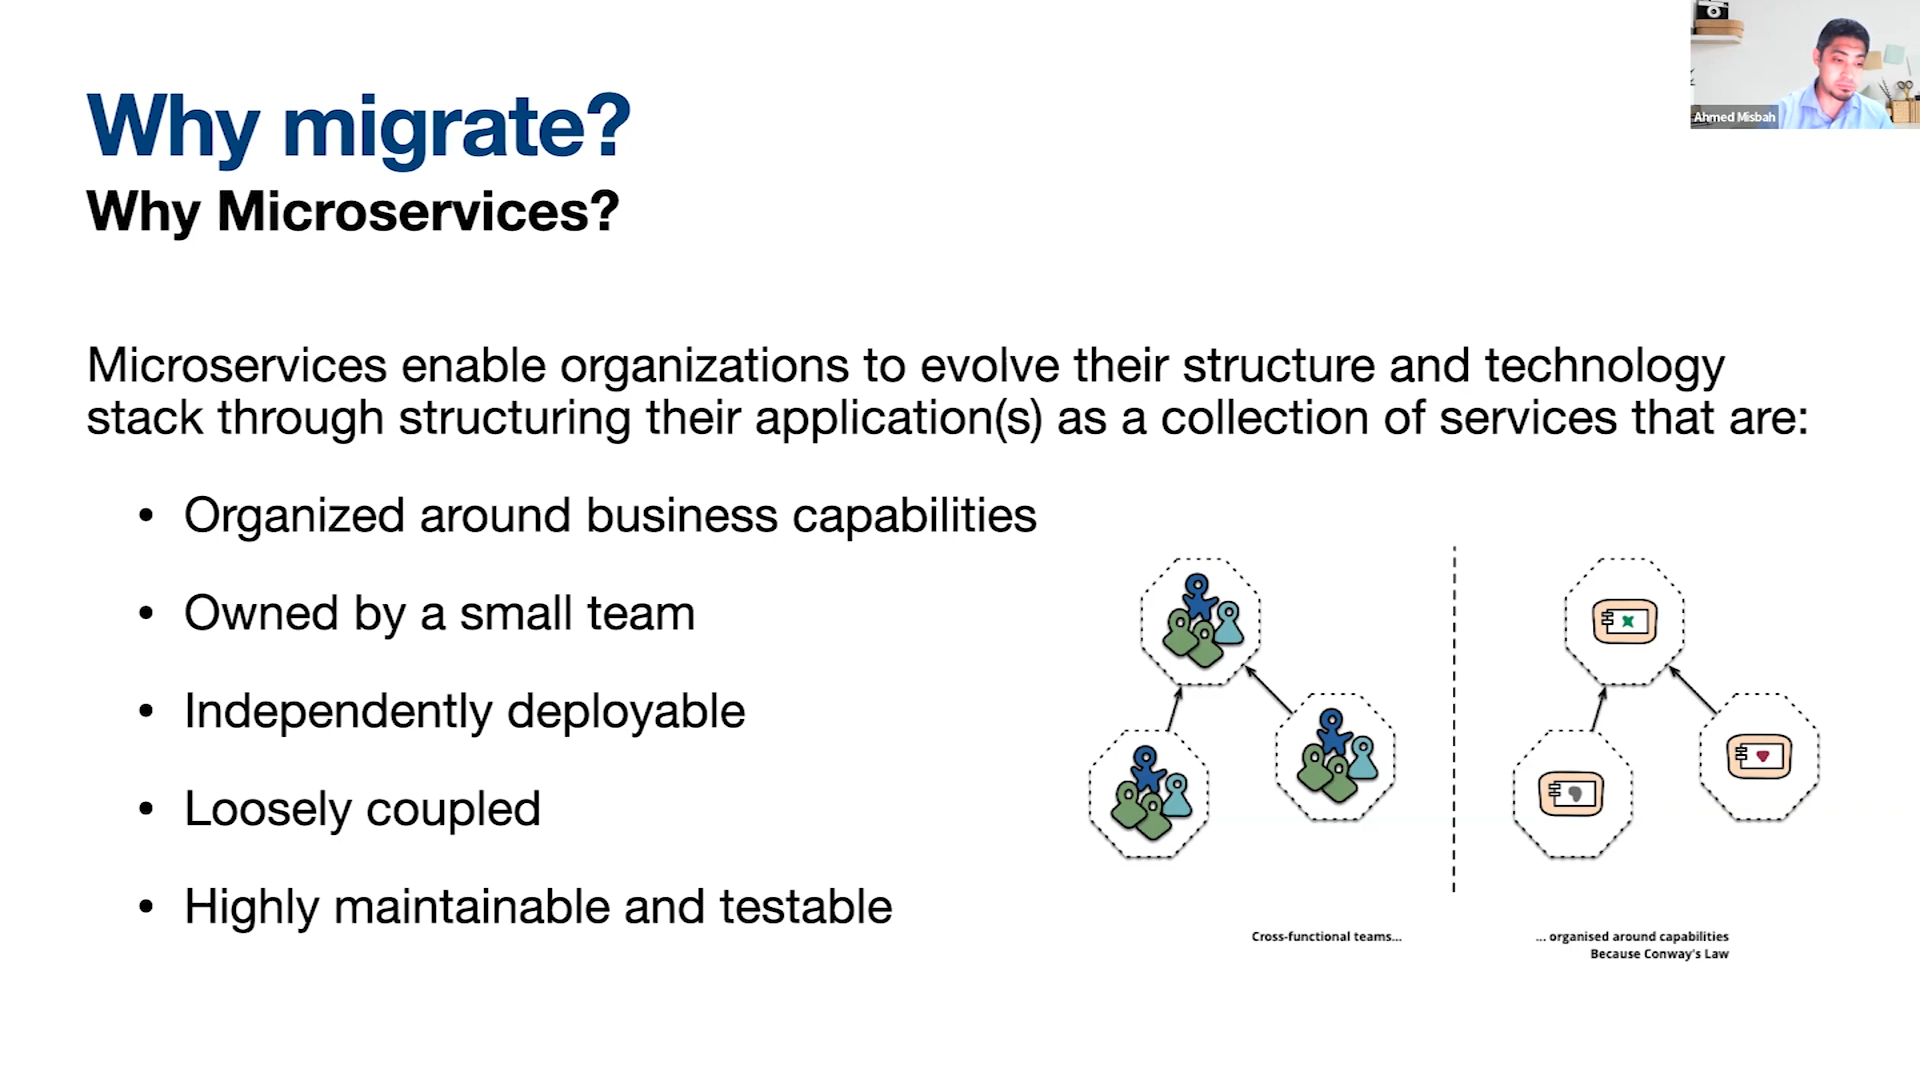 Ahmed Misbah
Why migrate?
Why Microservices?
Microservices enable organizations to evolve their structure and technology
stack through structuring their application(s) as a collection of services that are:
• Organized around business capabilities
• Owned by a small team
• Independently deployable
• Loosely coupled
• Highly maintainable and testable
Cross-functional teams...
... organised around capabilities
Because Conway's Law